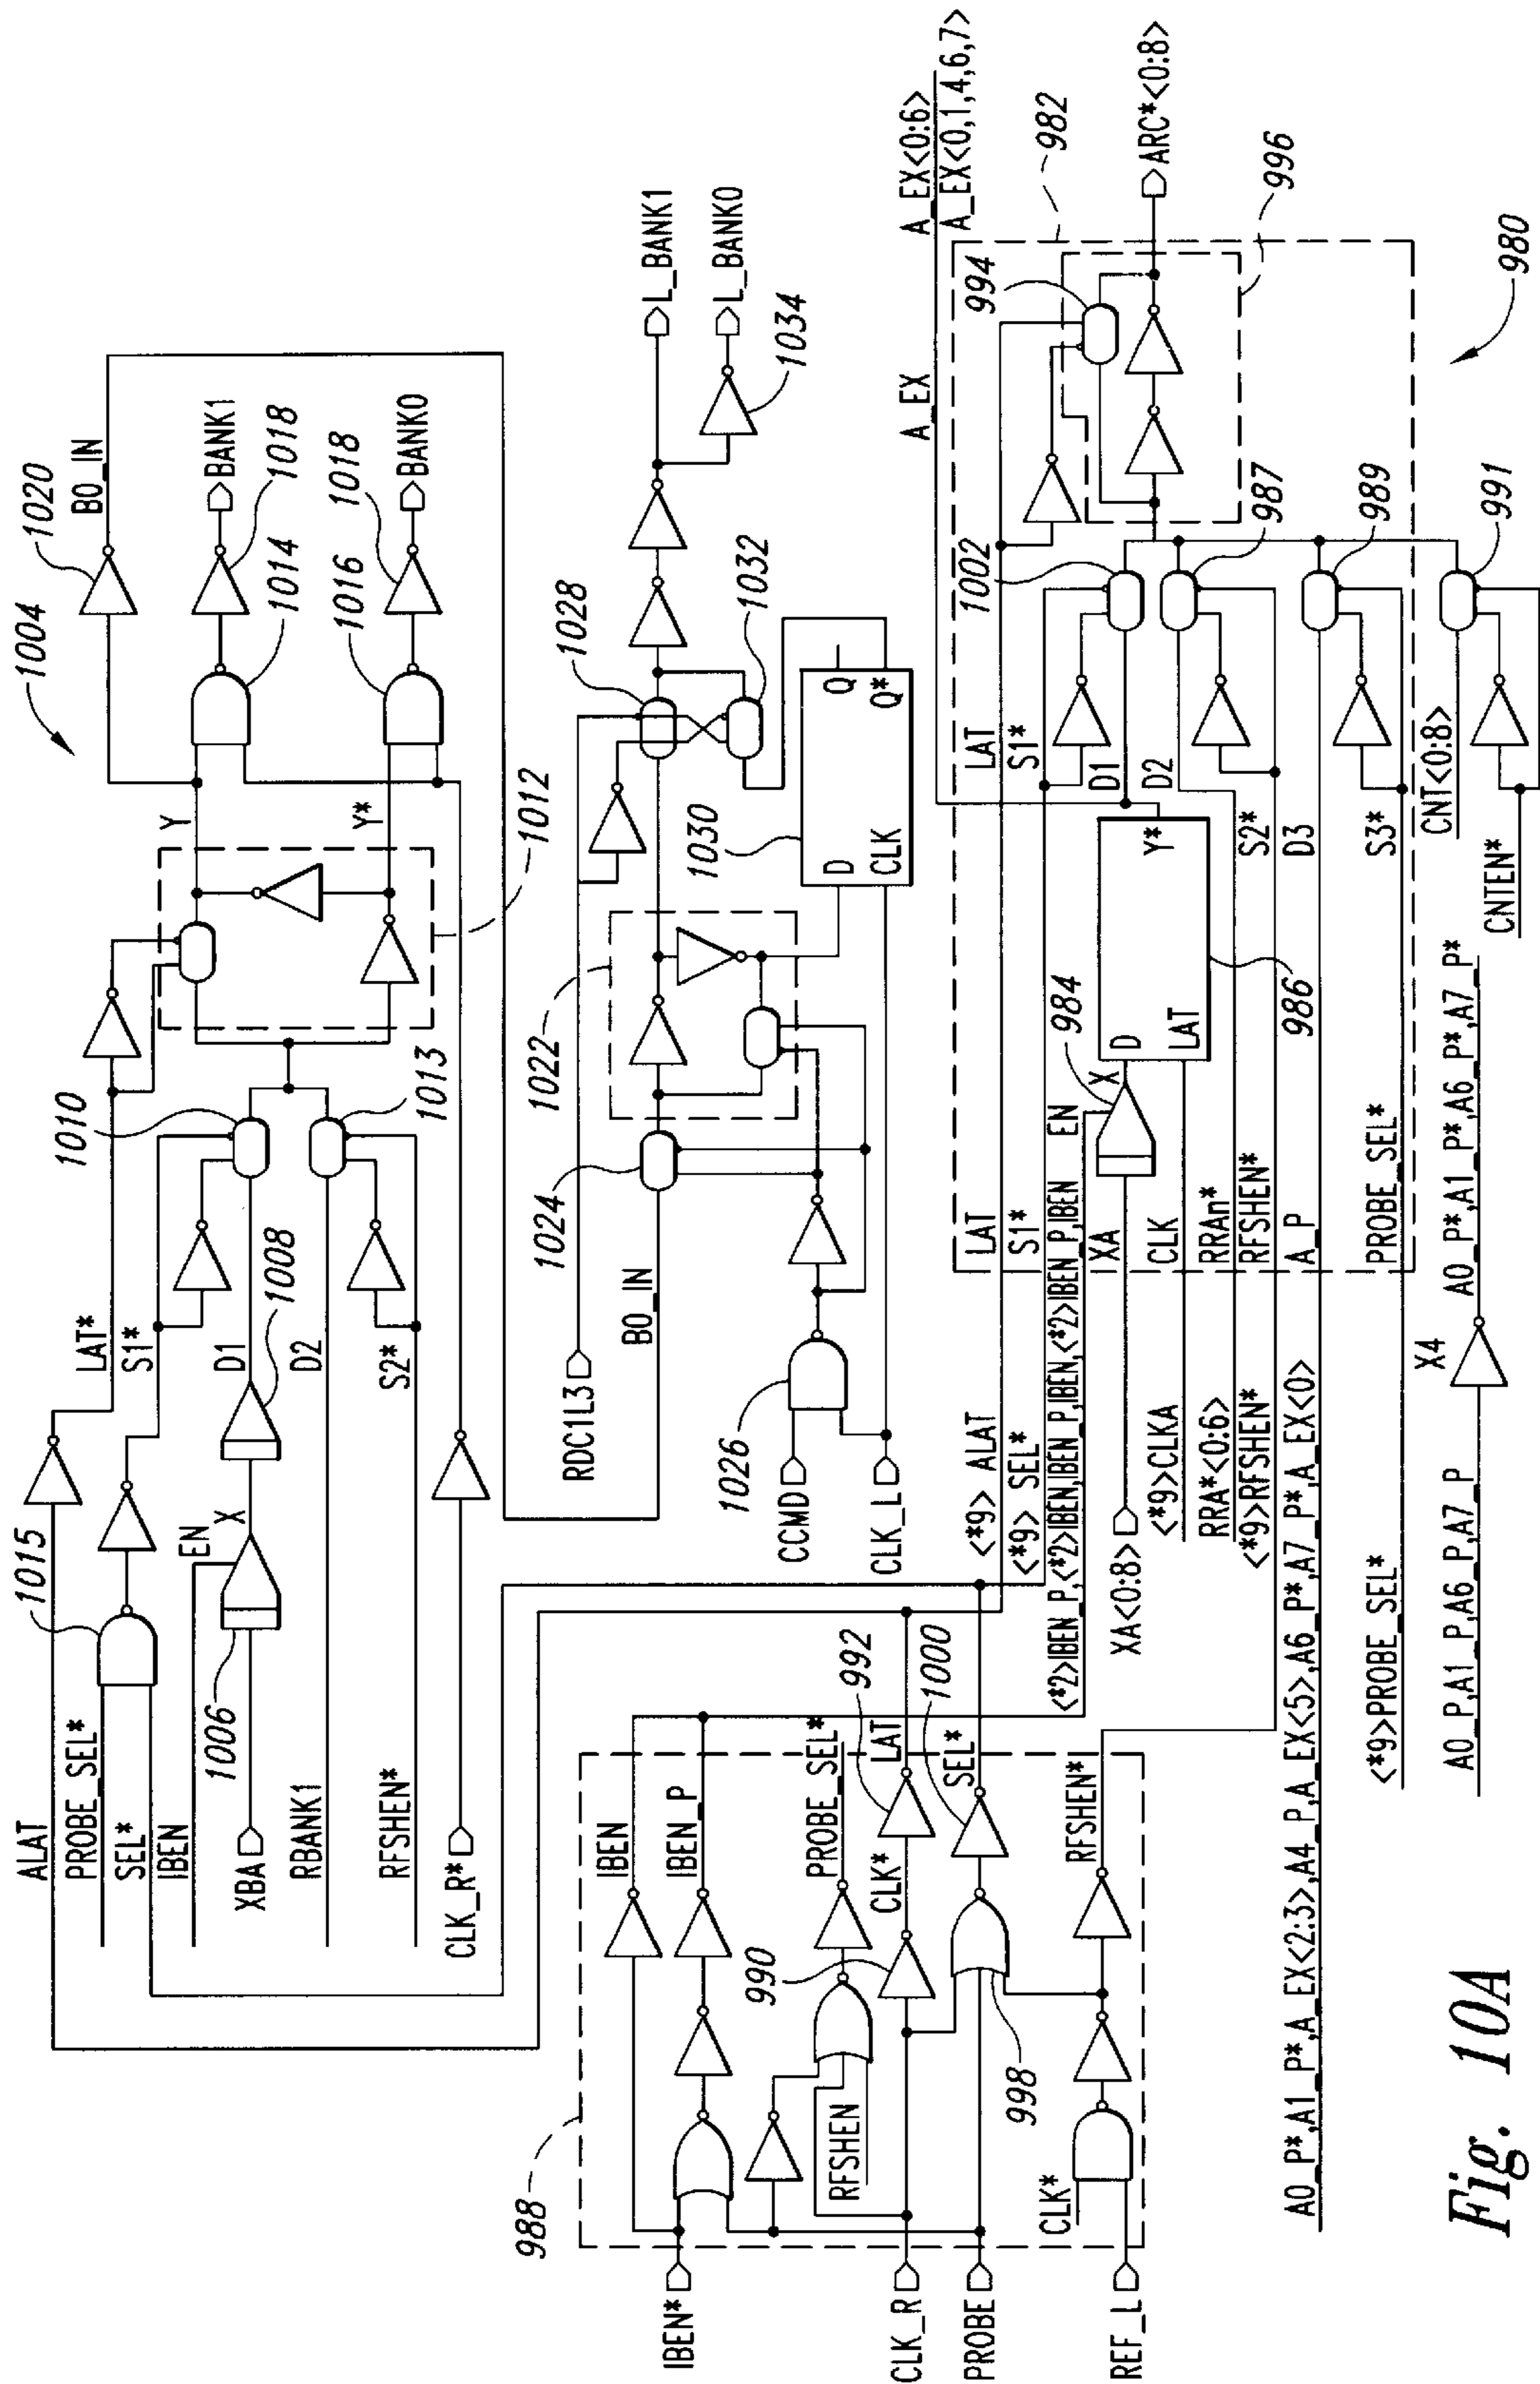 1004
ALAT
PROBE_SEL*
SEL*
IBEN
XBA
RBANK1
RFSHEN*
CLK_R*
1015
EN
X
1006
1008
LAT*
S1*
D1
D2
S2*
1010
1013
Y
Y*
1012
1020
B0_IN
BANK1
1018
1014
1016
BANK0
1018
RDC1L3
B0_IN
CCMD
CLK_L
1026
1024
1022
1028
1030
1032
D
CLK
Q
Q*
L_BANK1
L_BANK0
1034
988
IBEN*
CLK_R
PROBE
REF_L
IBEN
IBEN_P
PROBE_SEL*
RFSHEN
CLK*
LAT
SEL*
RFSHEN*
CLK*
990
992
998
1000
<*9> ALAT
<*9> SEL*
<*2>IBEN_P,<*2>IBEN,IBEN_P,IBEN,<*2>IBEN_P,IBEN
XA<0:8>
<*9>CLKA
RRA*<0:6>
<*9>RFSHEN*
A0_P*,A1_P*,A_EX<2:3>,A4_P,A_EX<5>,A6_P*,A7_P*,A_EX<0>
<*9>PROBE_SEL*
LAT
S1*
EN
XA
CLK
RRAn*
RFSHEN*
A_P
PROBE_SEL*
984
X
D
LAT
Y*
986
LAT
S1*
D1
D2
S2*
D3
S3*
1002
987
989
991
994
982
996
A_EX
A_EX<0:6>
A_EX<0,1,4,6,7>
ARC*<0:8>
CNT<0:8>
CNTEN*
980
A0_P,A1_P,A6_P,A7_P
X4
A0_P*,A1_P*,A6_P*,A7_P*
Fig. 10A